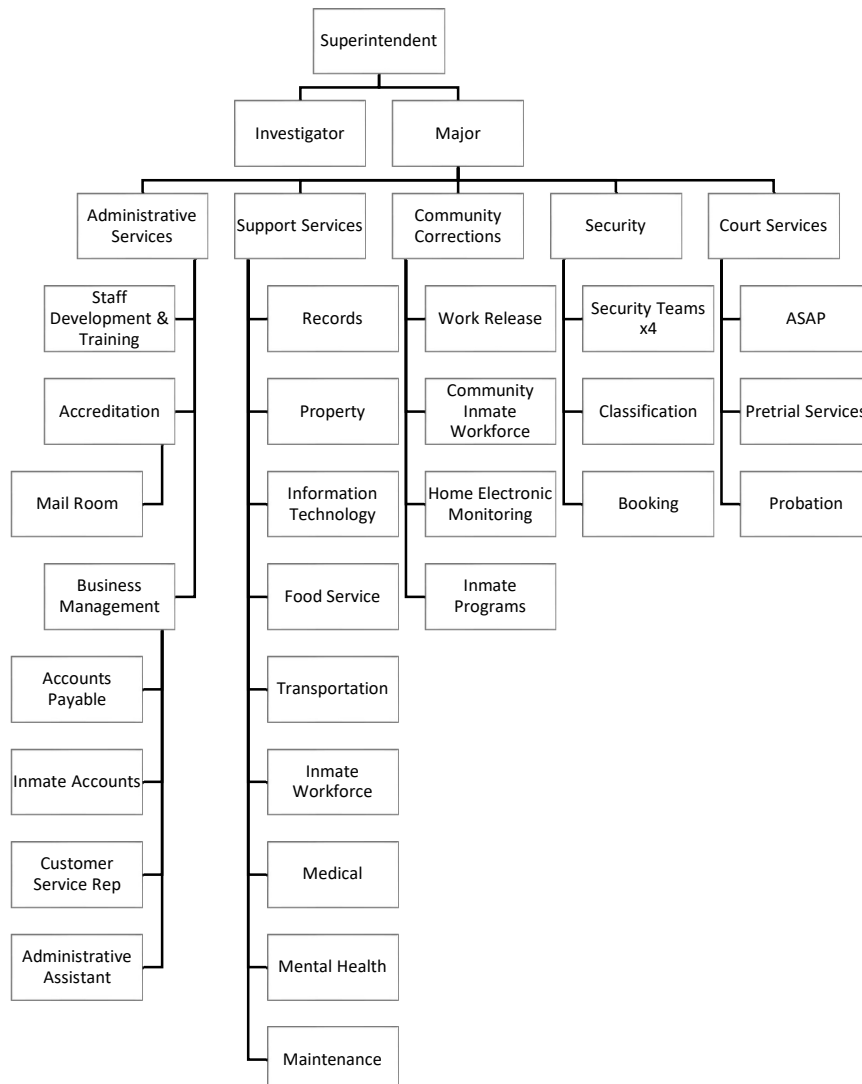 Superintendent
Investigator
Major
Administrative
Services
Support Services
Community
Corrections
Security
Court Services
Staff
Development &
Training
Accreditation
Mail Room
Business
Management
Accounts
Payable
Inmate Accounts
Customer
Service Rep
Administrative
Assistant
Records
Property
Information
Technology
Food Service
Transportation
Inmate
Workforce
Medical
Mental Health
Maintenance
Work Release
Community
Inmate
Workforce
Home Electronic
Monitoring
Inmate
Programs
Security Teams
x4
Classification
Booking
ASAP
Pretrial Services
Probation